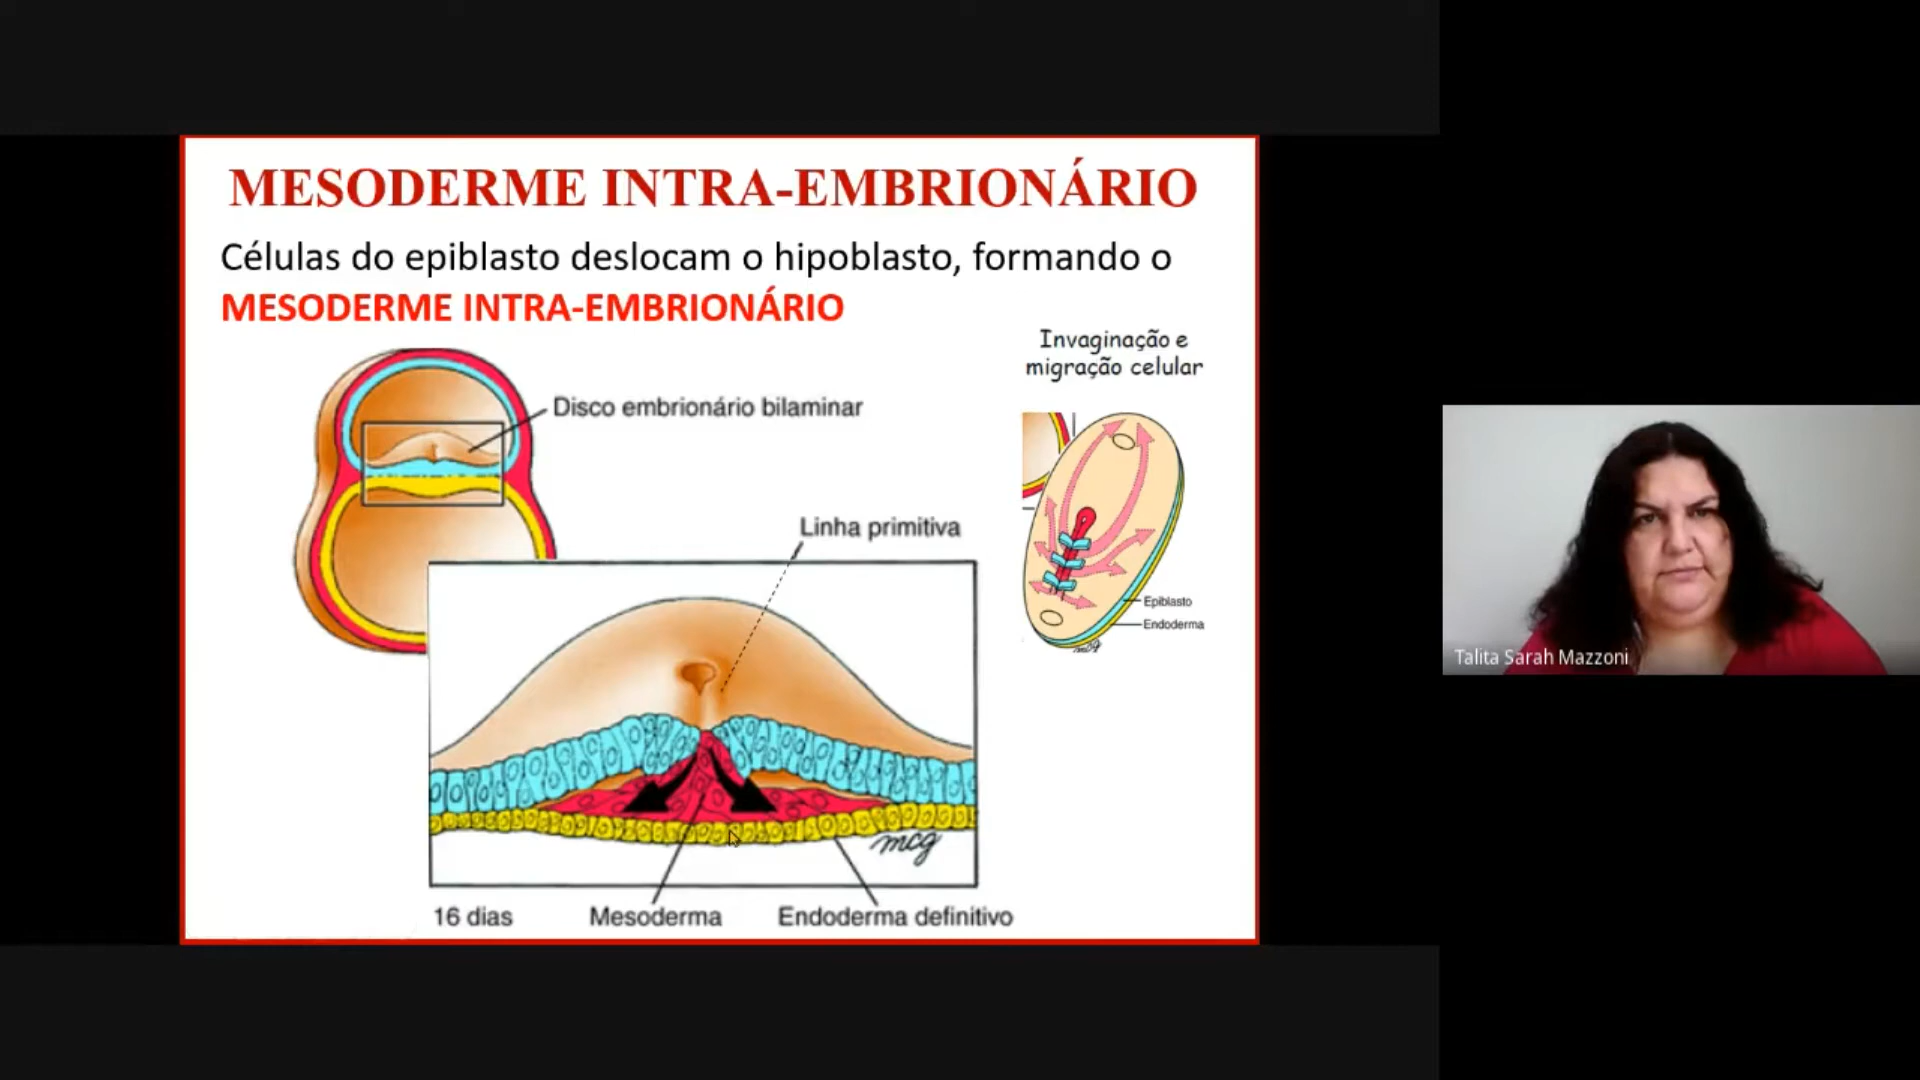 MESODERME INTRA-EMBRIONÁRIO
Células do epiblasto deslocam o hipoblasto, formando o
MESODERME INTRA-EMBRIONÁRIO
Invaginação e
migração celular
Disco embrionário bilaminar
Linha primitiva
Epiblasto
Endoderma
mcg
mcg
16 dias
Mesoderma
Endoderma definitivo
Talita Sarah Mazzoni